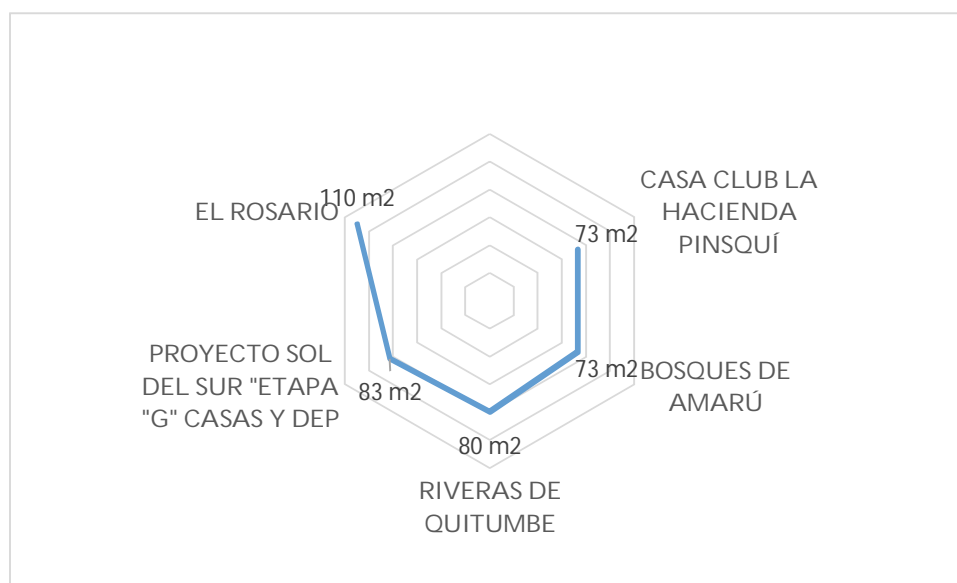 110 m2
EL ROSARIO
CASA CLUB LA
HACIENDA
PINSQUÍ
73 m2
PROYECTO SOL
DEL SUR "ETAPA
"G" CASAS Y DEP
83 m2
73 m2
BOSQUES DE
AMARÚ
80 m2
RIVERAS DE
QUITUMBE